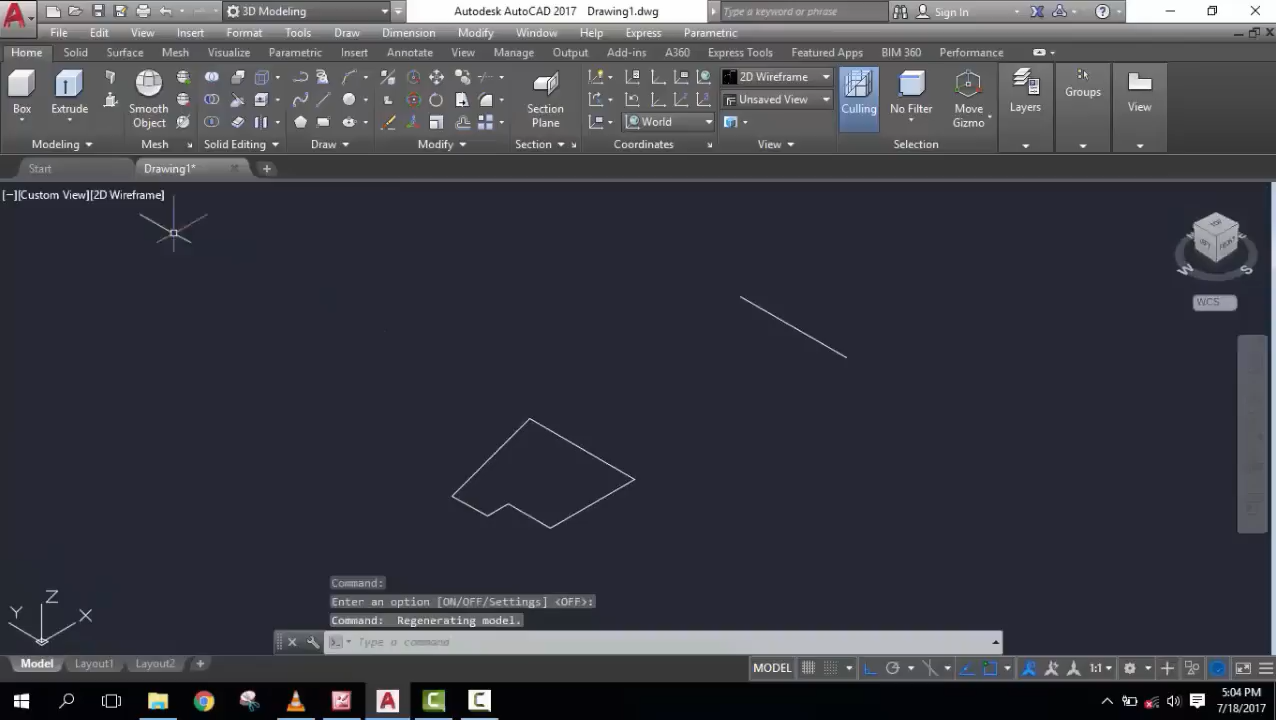 3D Modeling
Autodesk AutoCAD 2017 Drawing1.dwg
Type a keyword or phrase
Sign In
File Edit View Insert Format Tools Draw Dimension Modify Window Help Express Parametric
Home Solid Surface Mesh Visualize Parametric Insert Annotate View Manage Output Add-ins A360 Express Tools Featured Apps BIM 360 Performance
Box
Extrude
Smooth
Object
Section
Plane
2D Wireframe
Unsaved View
World
Culling
No Filter
Move
Gizmo
Layers
Groups
View
Modeling
Mesh
Solid Editing
Draw
Modify
Section
Coordinates
View
Selection
Start
Drawing1*
[−][Custom View][2D Wireframe]
TOP
LEFT
FRONT
W
S
WCS
Command:
Enter an option [ON/OFF/Settings] <OFF>:
Command: Regenerating model.
Type a command
Z
Y
X
Model Layout1 Layout2
MODEL
1:1
5:04 PM
7/18/2017